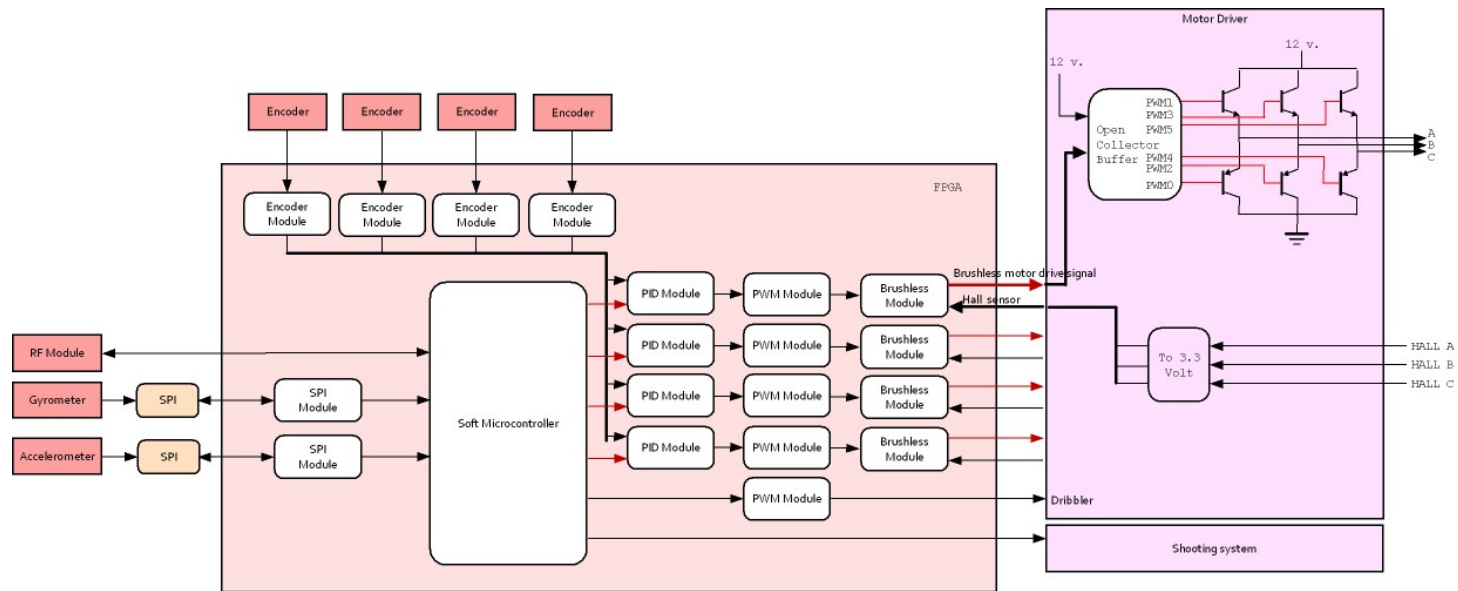 Motor Driver
12 v.
12 v.
Encoder
Encoder
Encoder
Encoder
PWM1
PWM3
PWM5
Open
Collector
Buffer
PWM4
PWM2
PWM0
A
B
C
FPGA
Encoder
Module
Encoder
Module
Encoder
Module
Encoder
Module
Brushless motor drive signal
Hall sensor
PID Module
PWM Module
Brushless
Module
PID Module
PWM Module
Brushless
Module
PID Module
PWM Module
Brushless
Module
PID Module
PWM Module
Brushless
Module
RF Module
Gyrometer
SPI
SPI
Module
Accelerometer
SPI
SPI
Module
Soft Microcontroller
To 3.3
Volt
HALL A
HALL B
HALL C
PWM Module
Dribbler
Shooting system